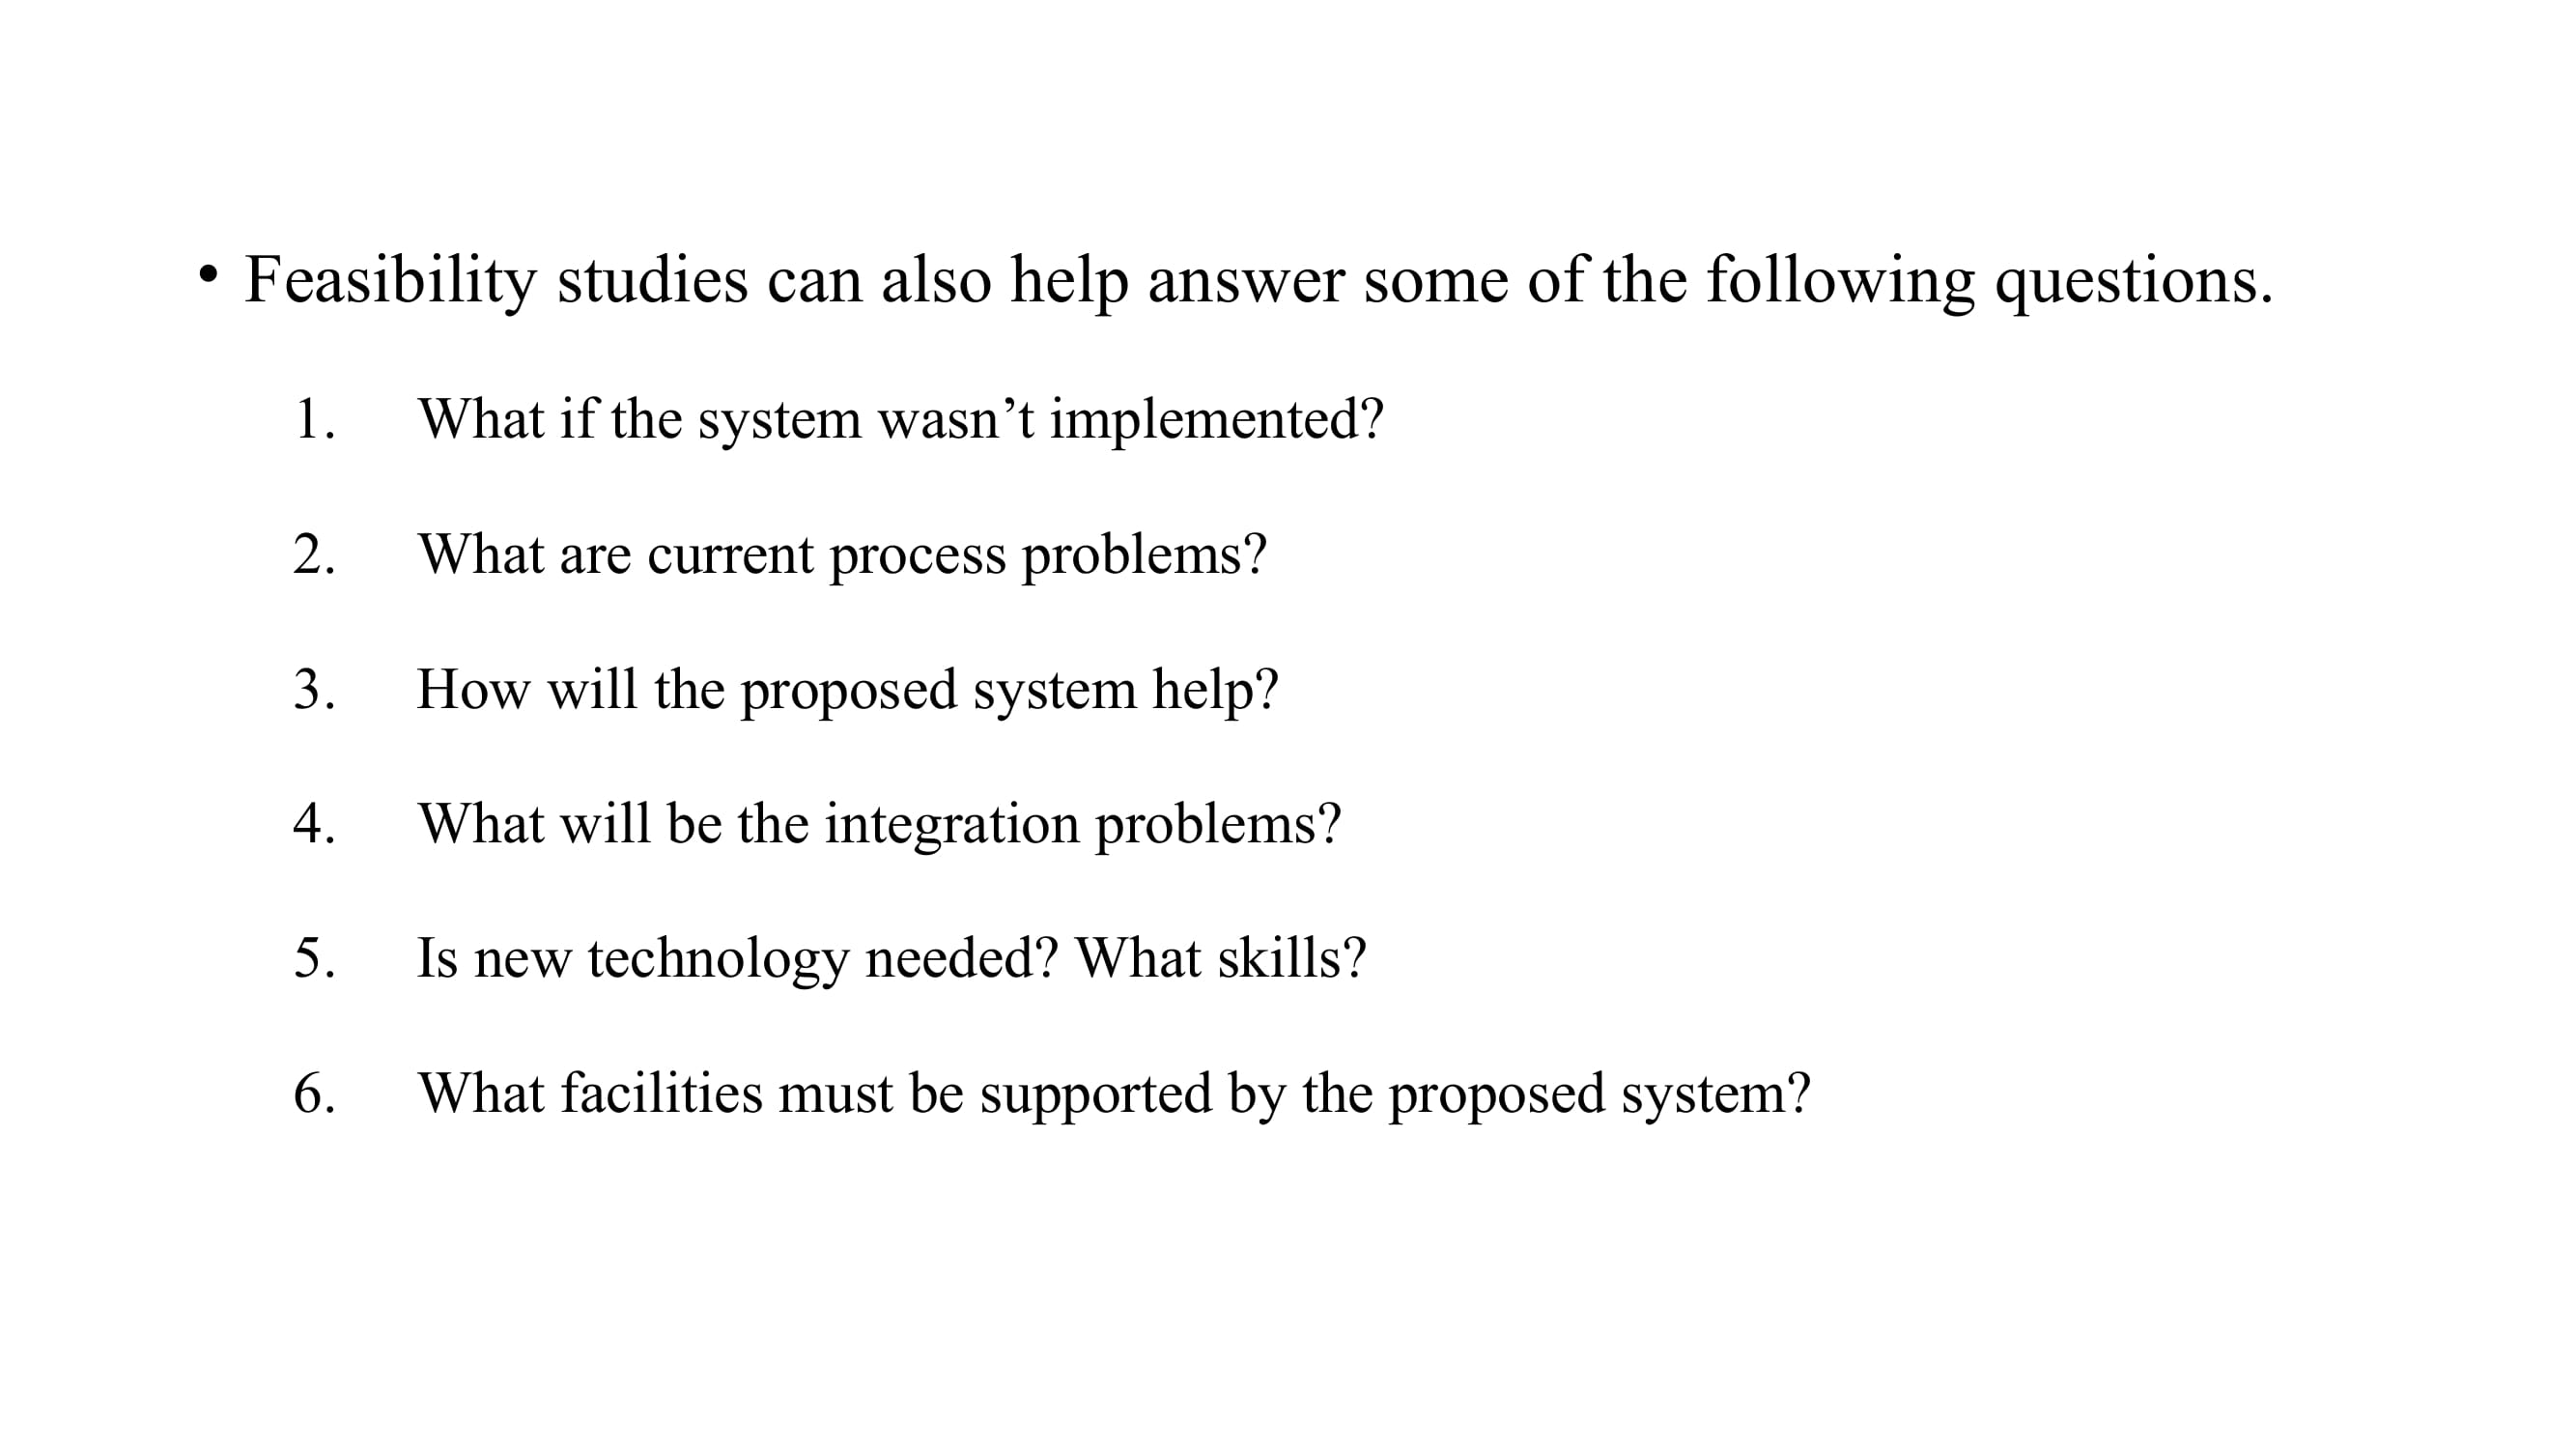 • Feasibility studies can also help answer some of the following questions.
1. What if the system wasn’t implemented?
2. What are current process problems?
3. How will the proposed system help?
4. What will be the integration problems?
5. Is new technology needed? What skills?
6. What facilities must be supported by the proposed system?